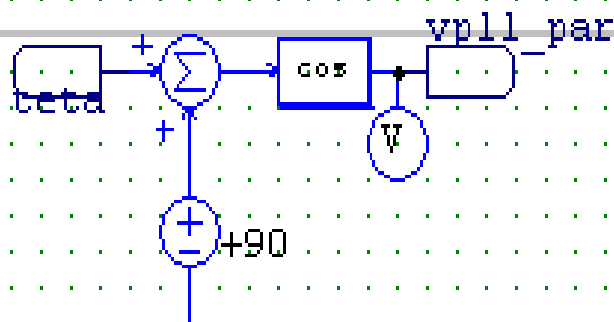 vpll_par
+
Σ
cos
teta
+
V
+
−
+90